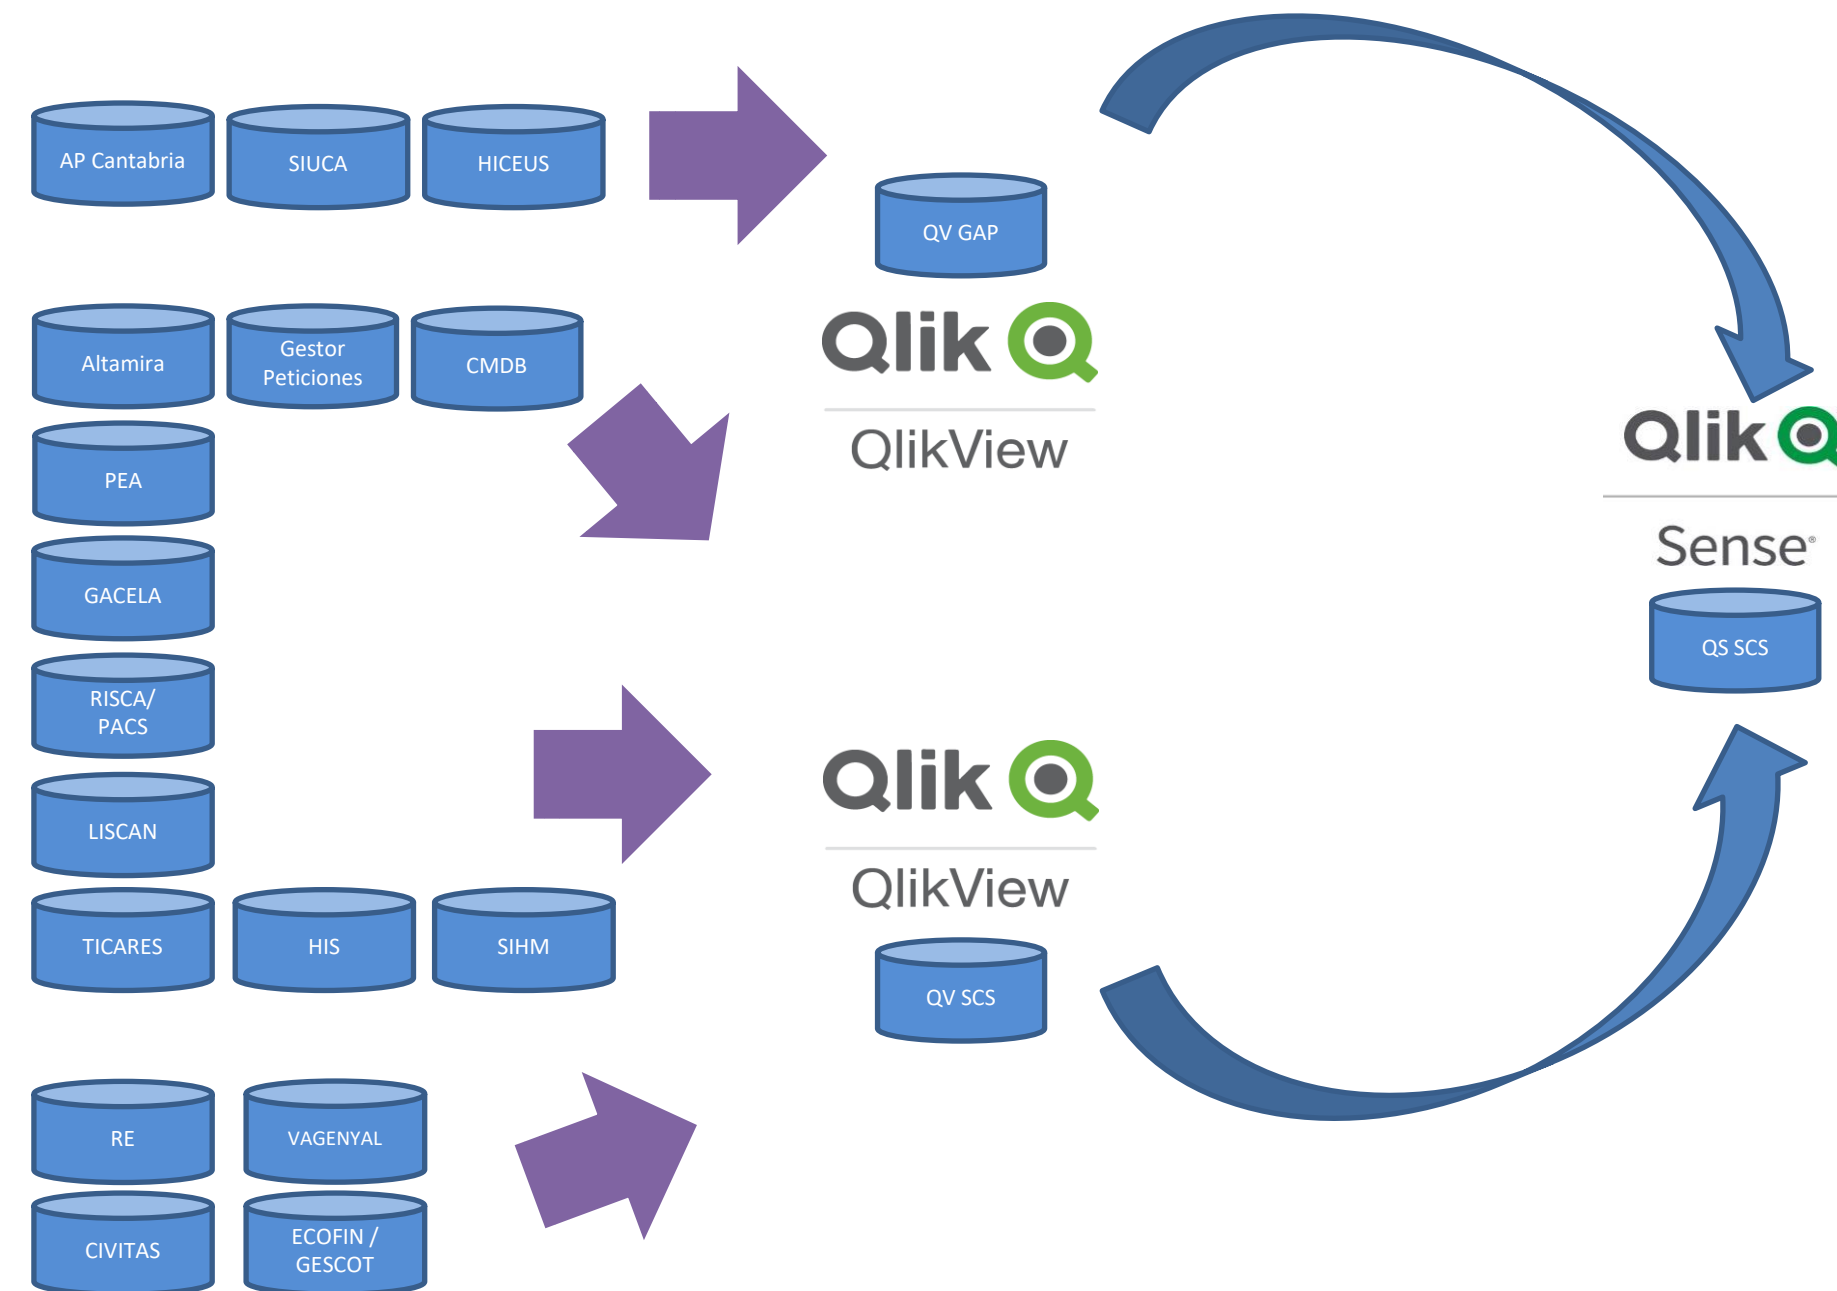 AP Cantabria
SIUCA
HICEUS
QV GAP
Qlik
QlikView
Altamira
Gestor
Peticiones
CMDB
PEA
GACELA
RISCA/
PACS
LISCAN
TICARES
HIS
SIHM
Qlik
Sense®
QS SCS
Qlik
QlikView
QV SCS
RE
VAGENYAL
CIVITAS
ECOFIN /
GESCOT